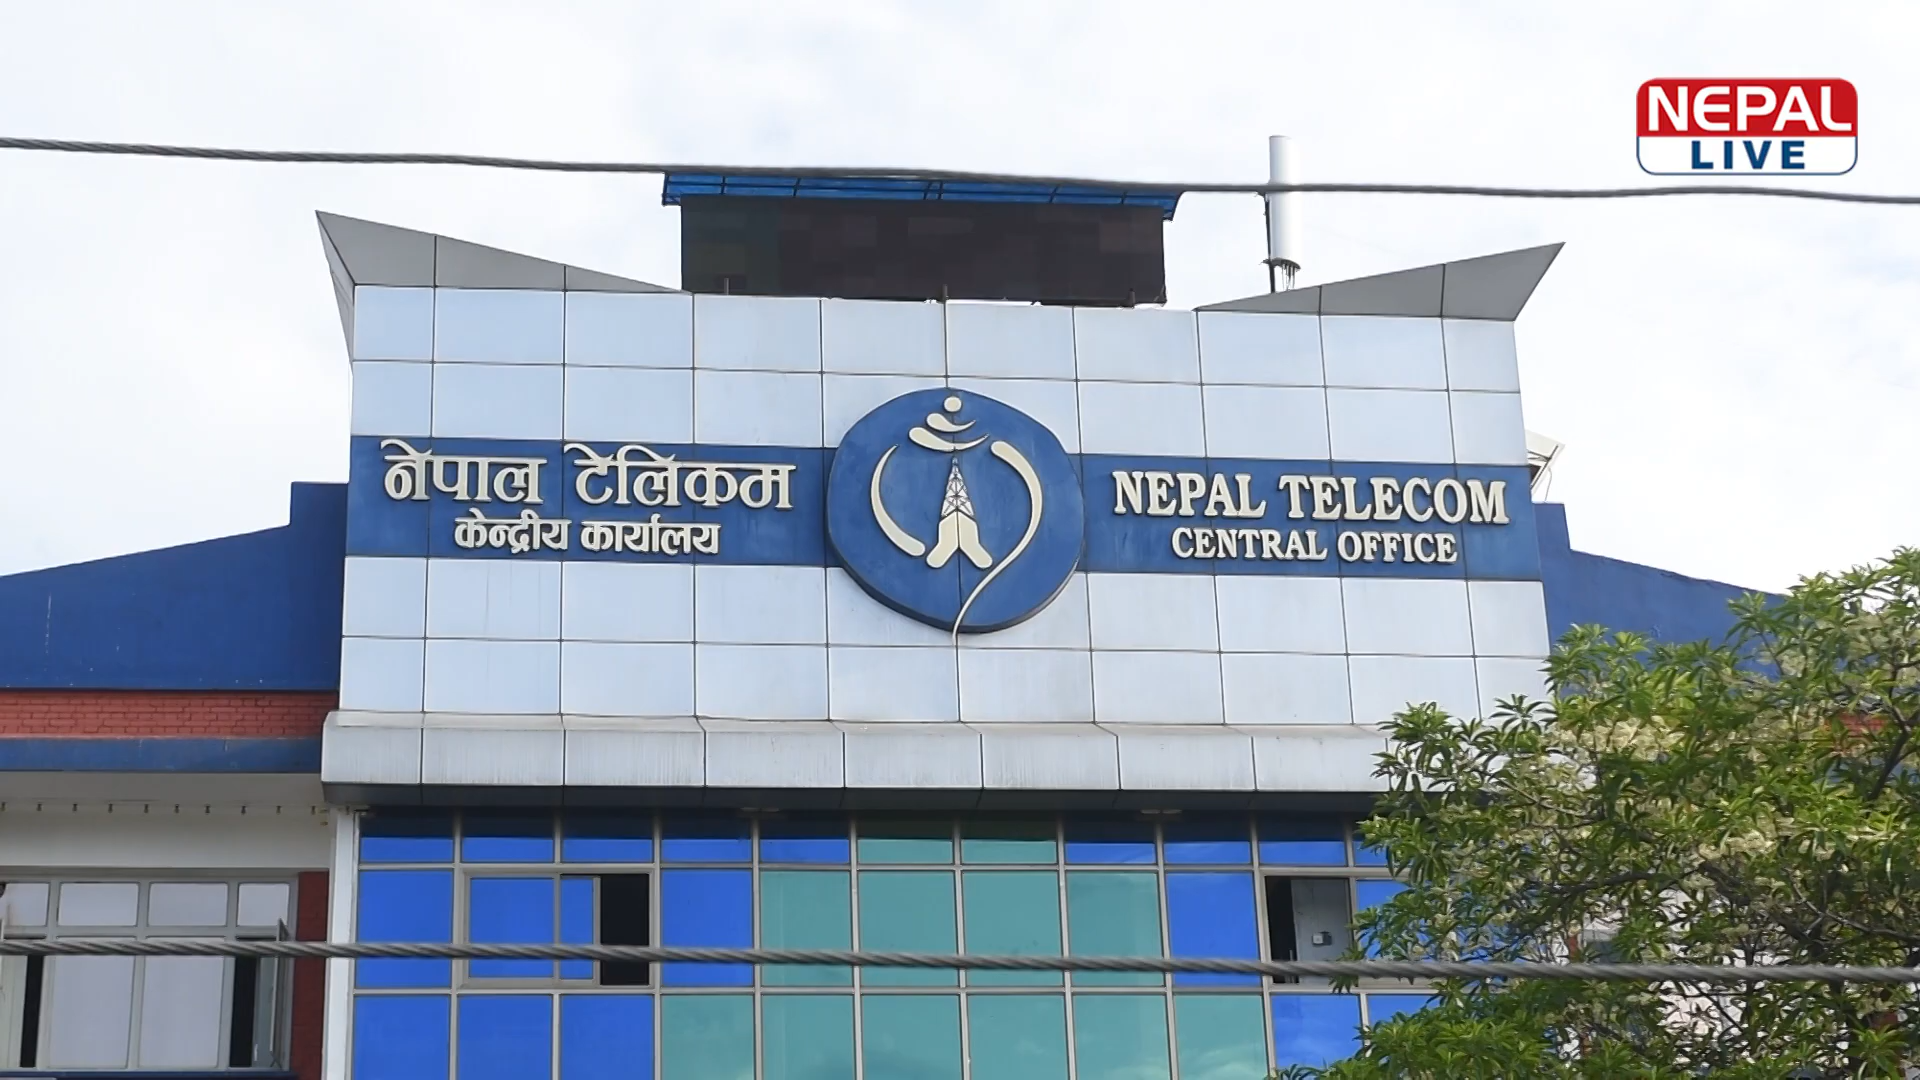 NEPAL
LIVE
नेपाल टेलिकम
केन्द्रीय कार्यालय
NEPAL TELECOM
CENTRAL OFFICE